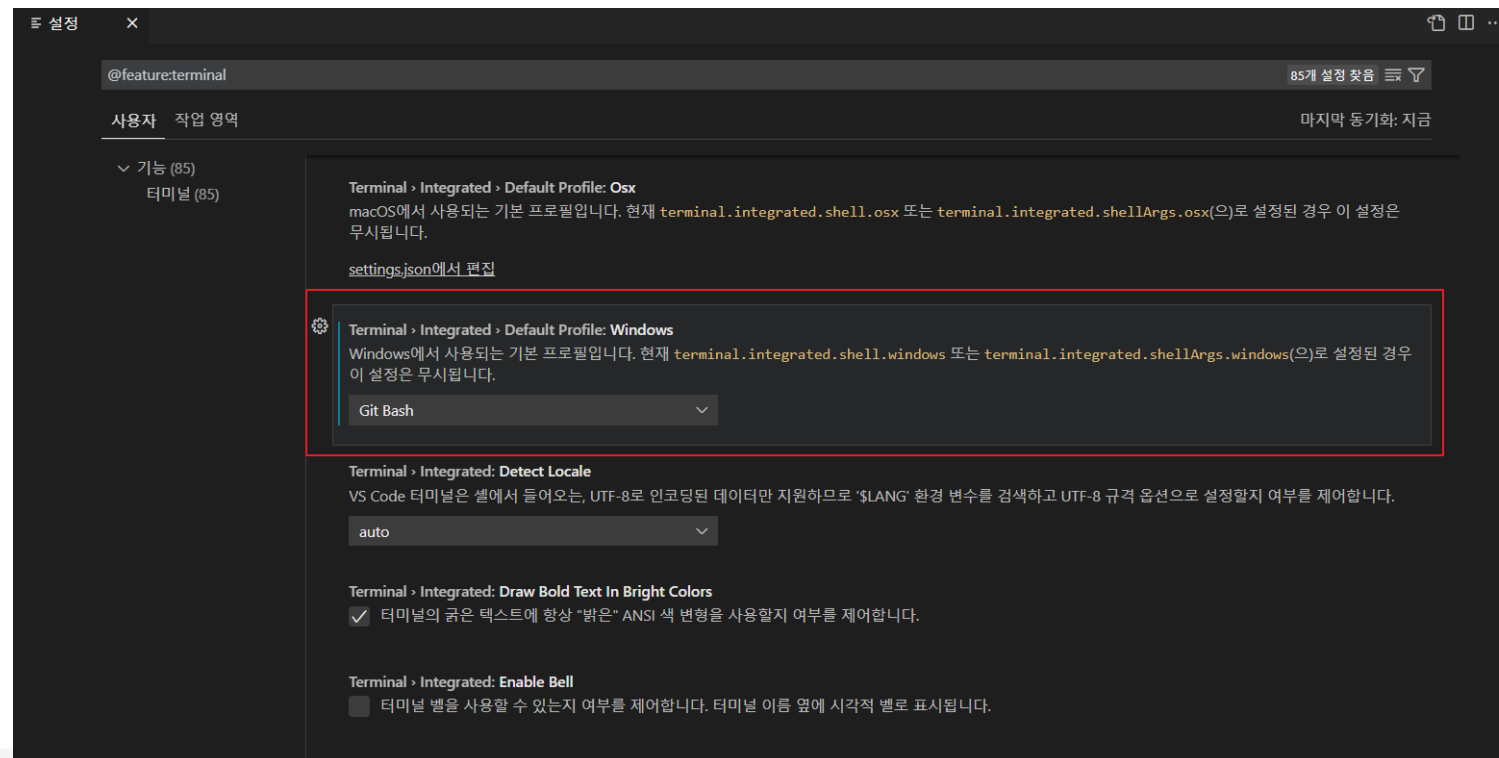 설정
@feature:terminal
85개 설정 찾음
사용자 작업 영역
마지막 동기화: 지금
기능 (85)
터미널 (85)
Terminal › Integrated › Default Profile: Osx
macOS에서 사용되는 기본 프로필입니다. 현재 terminal.integrated.shell.osx 또는 terminal.integrated.shellArgs.osx(으)로 설정된 경우 이 설정은
무시됩니다.
settings.json에서 편집
Terminal › Integrated › Default Profile: Windows
Windows에서 사용되는 기본 프로필입니다. 현재 terminal.integrated.shell.windows 또는 terminal.integrated.shellArgs.windows(으)로 설정된 경우
이 설정은 무시됩니다.
Git Bash
Terminal › Integrated: Detect Locale
VS Code 터미널은 셸에서 들어오는, UTF-8로 인코딩된 데이터만 지원하므로 '$LANG' 환경 변수를 검색하고 UTF-8 규격 옵션으로 설정할지 여부를 제어합니다.
auto
Terminal › Integrated: Draw Bold Text In Bright Colors
터미널의 굵은 텍스트에 항상 "밝은" ANSI 색 변형을 사용할지 여부를 제어합니다.
Terminal › Integrated: Enable Bell
터미널 벨을 사용할 수 있는지 여부를 제어합니다. 터미널 이름 옆에 시각적 벨로 표시됩니다.